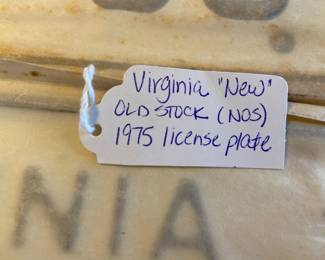 Virginia "New"
OLD STOCK (NOS)
1975 license plate
NIA